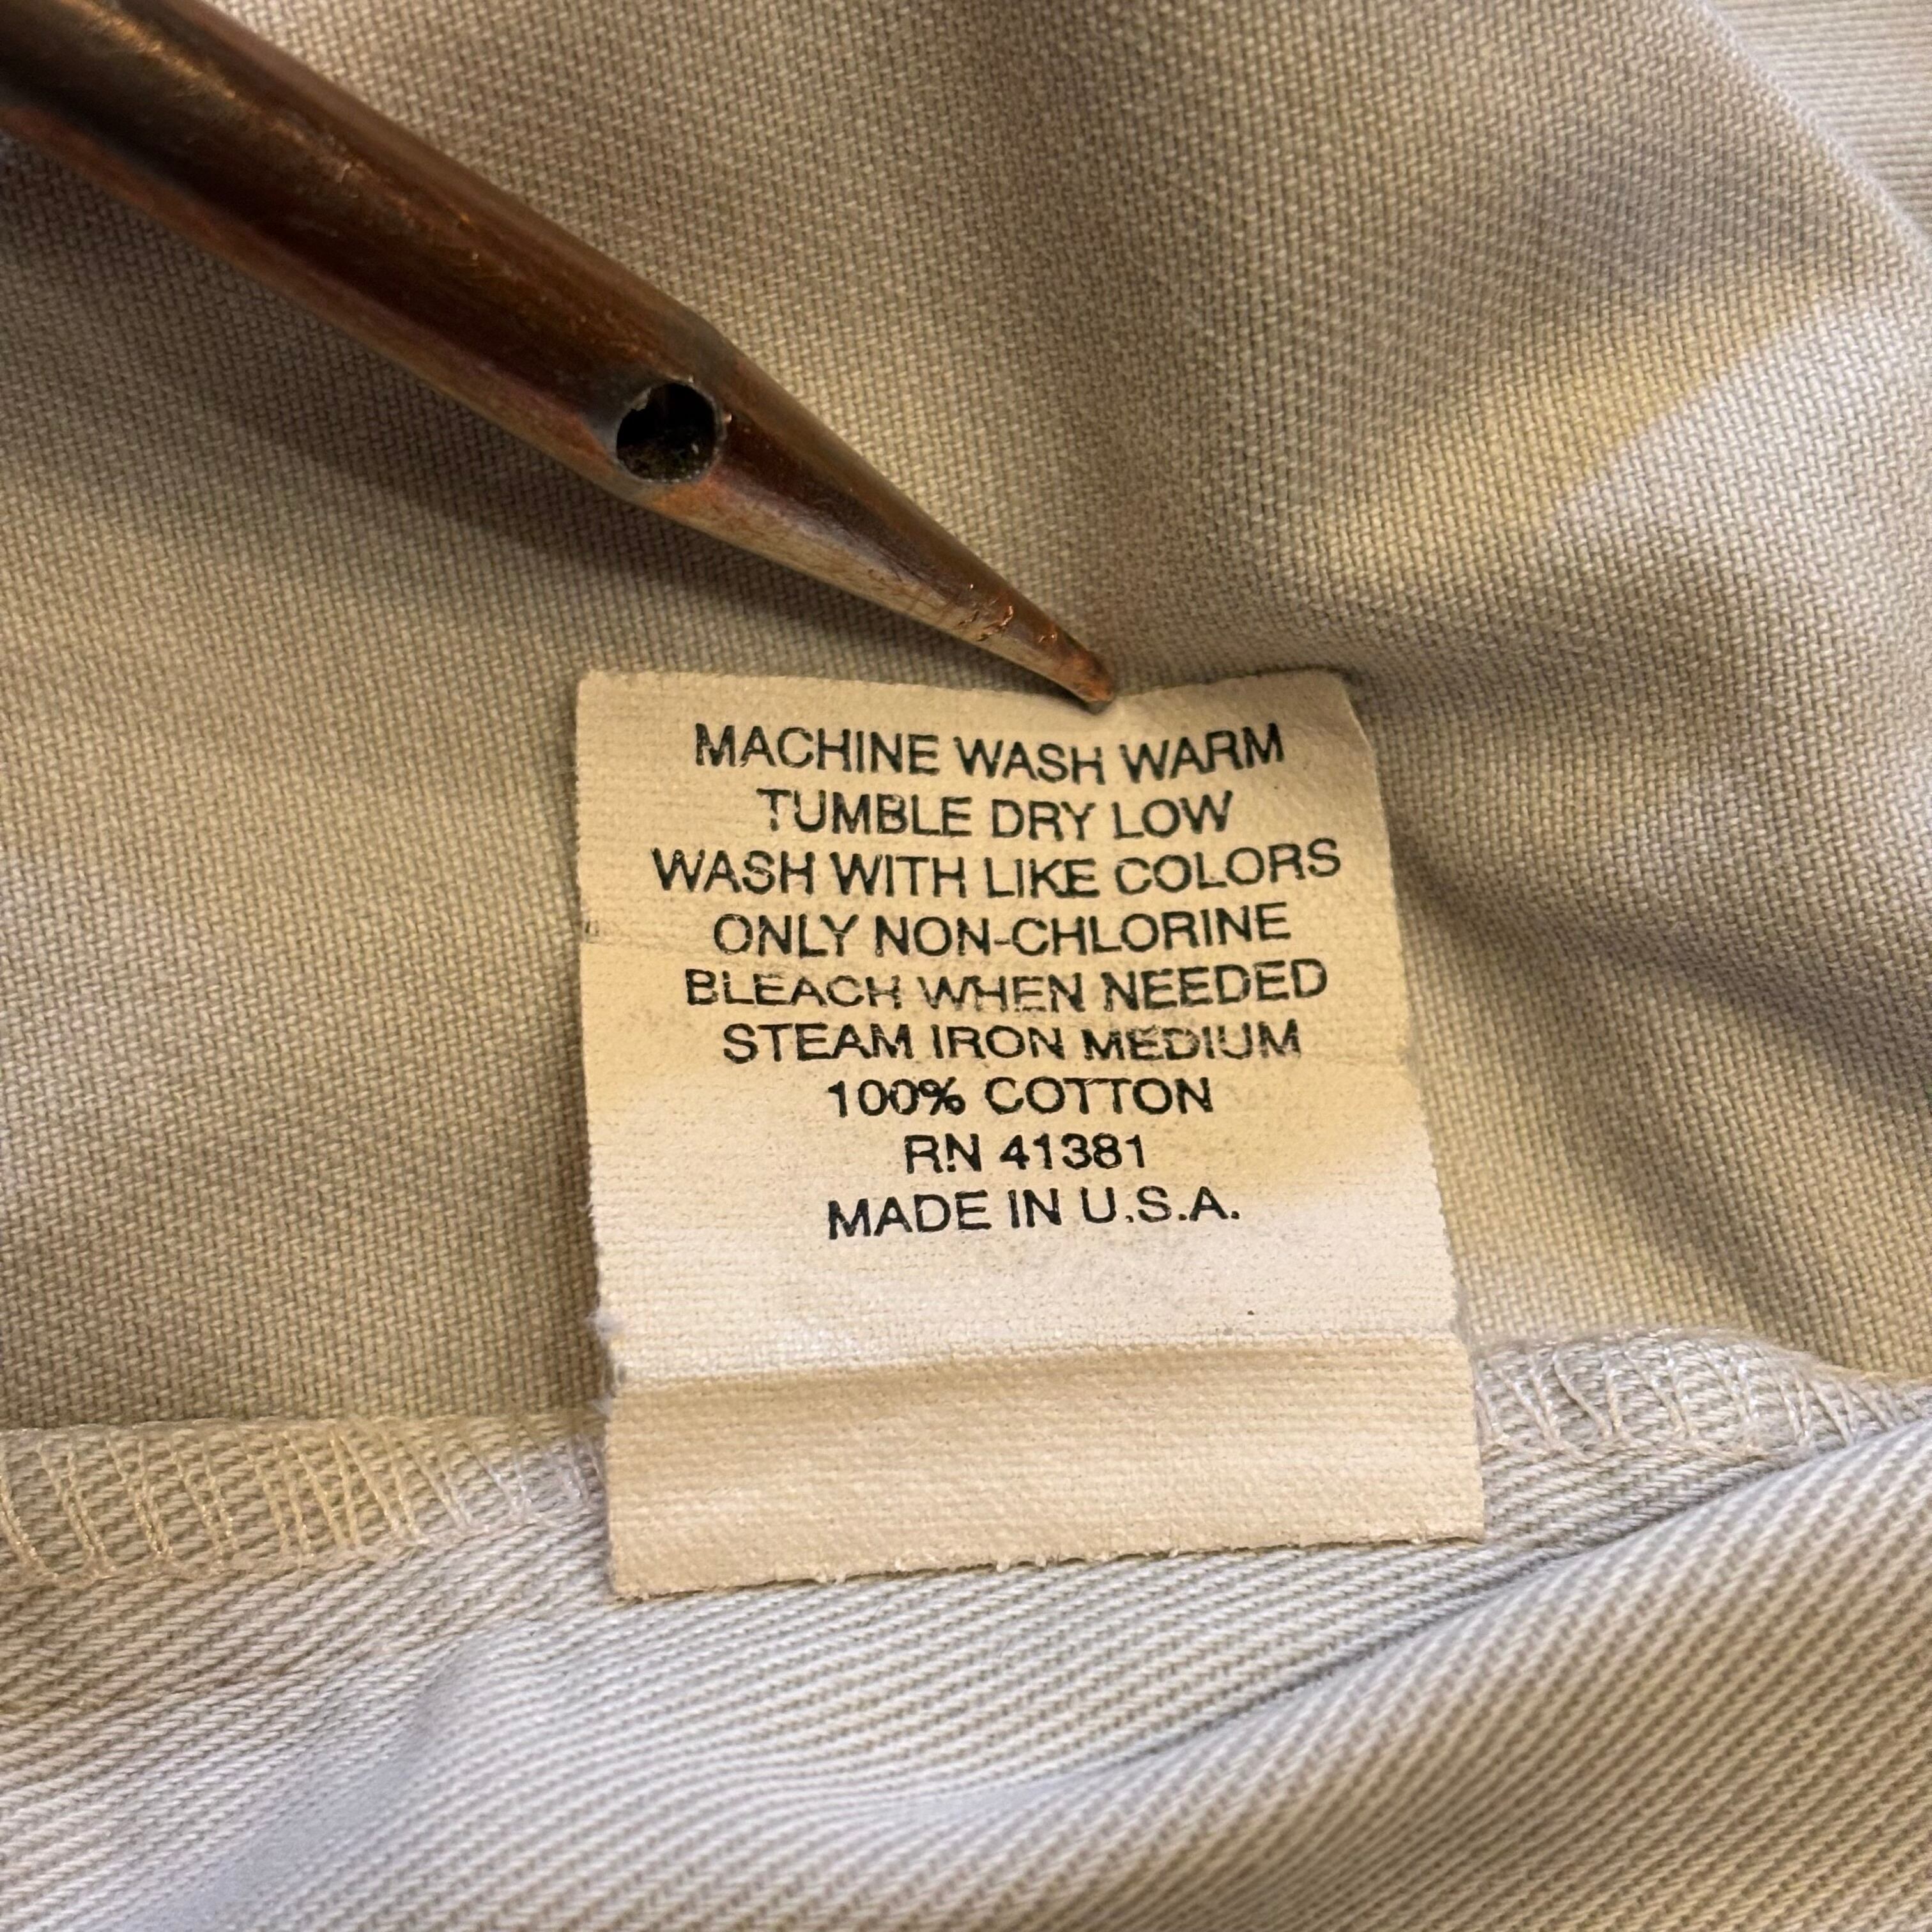 MACHINE WASH WARM
TUMBLE DRY LOW
WASH WITH LIKE COLORS
ONLY NON-CHLORINE
BLEACH WHEN NEEDED
STEAM IRON MEDIUM
100% COTTON
RN 41381
MADE IN U.S.A.